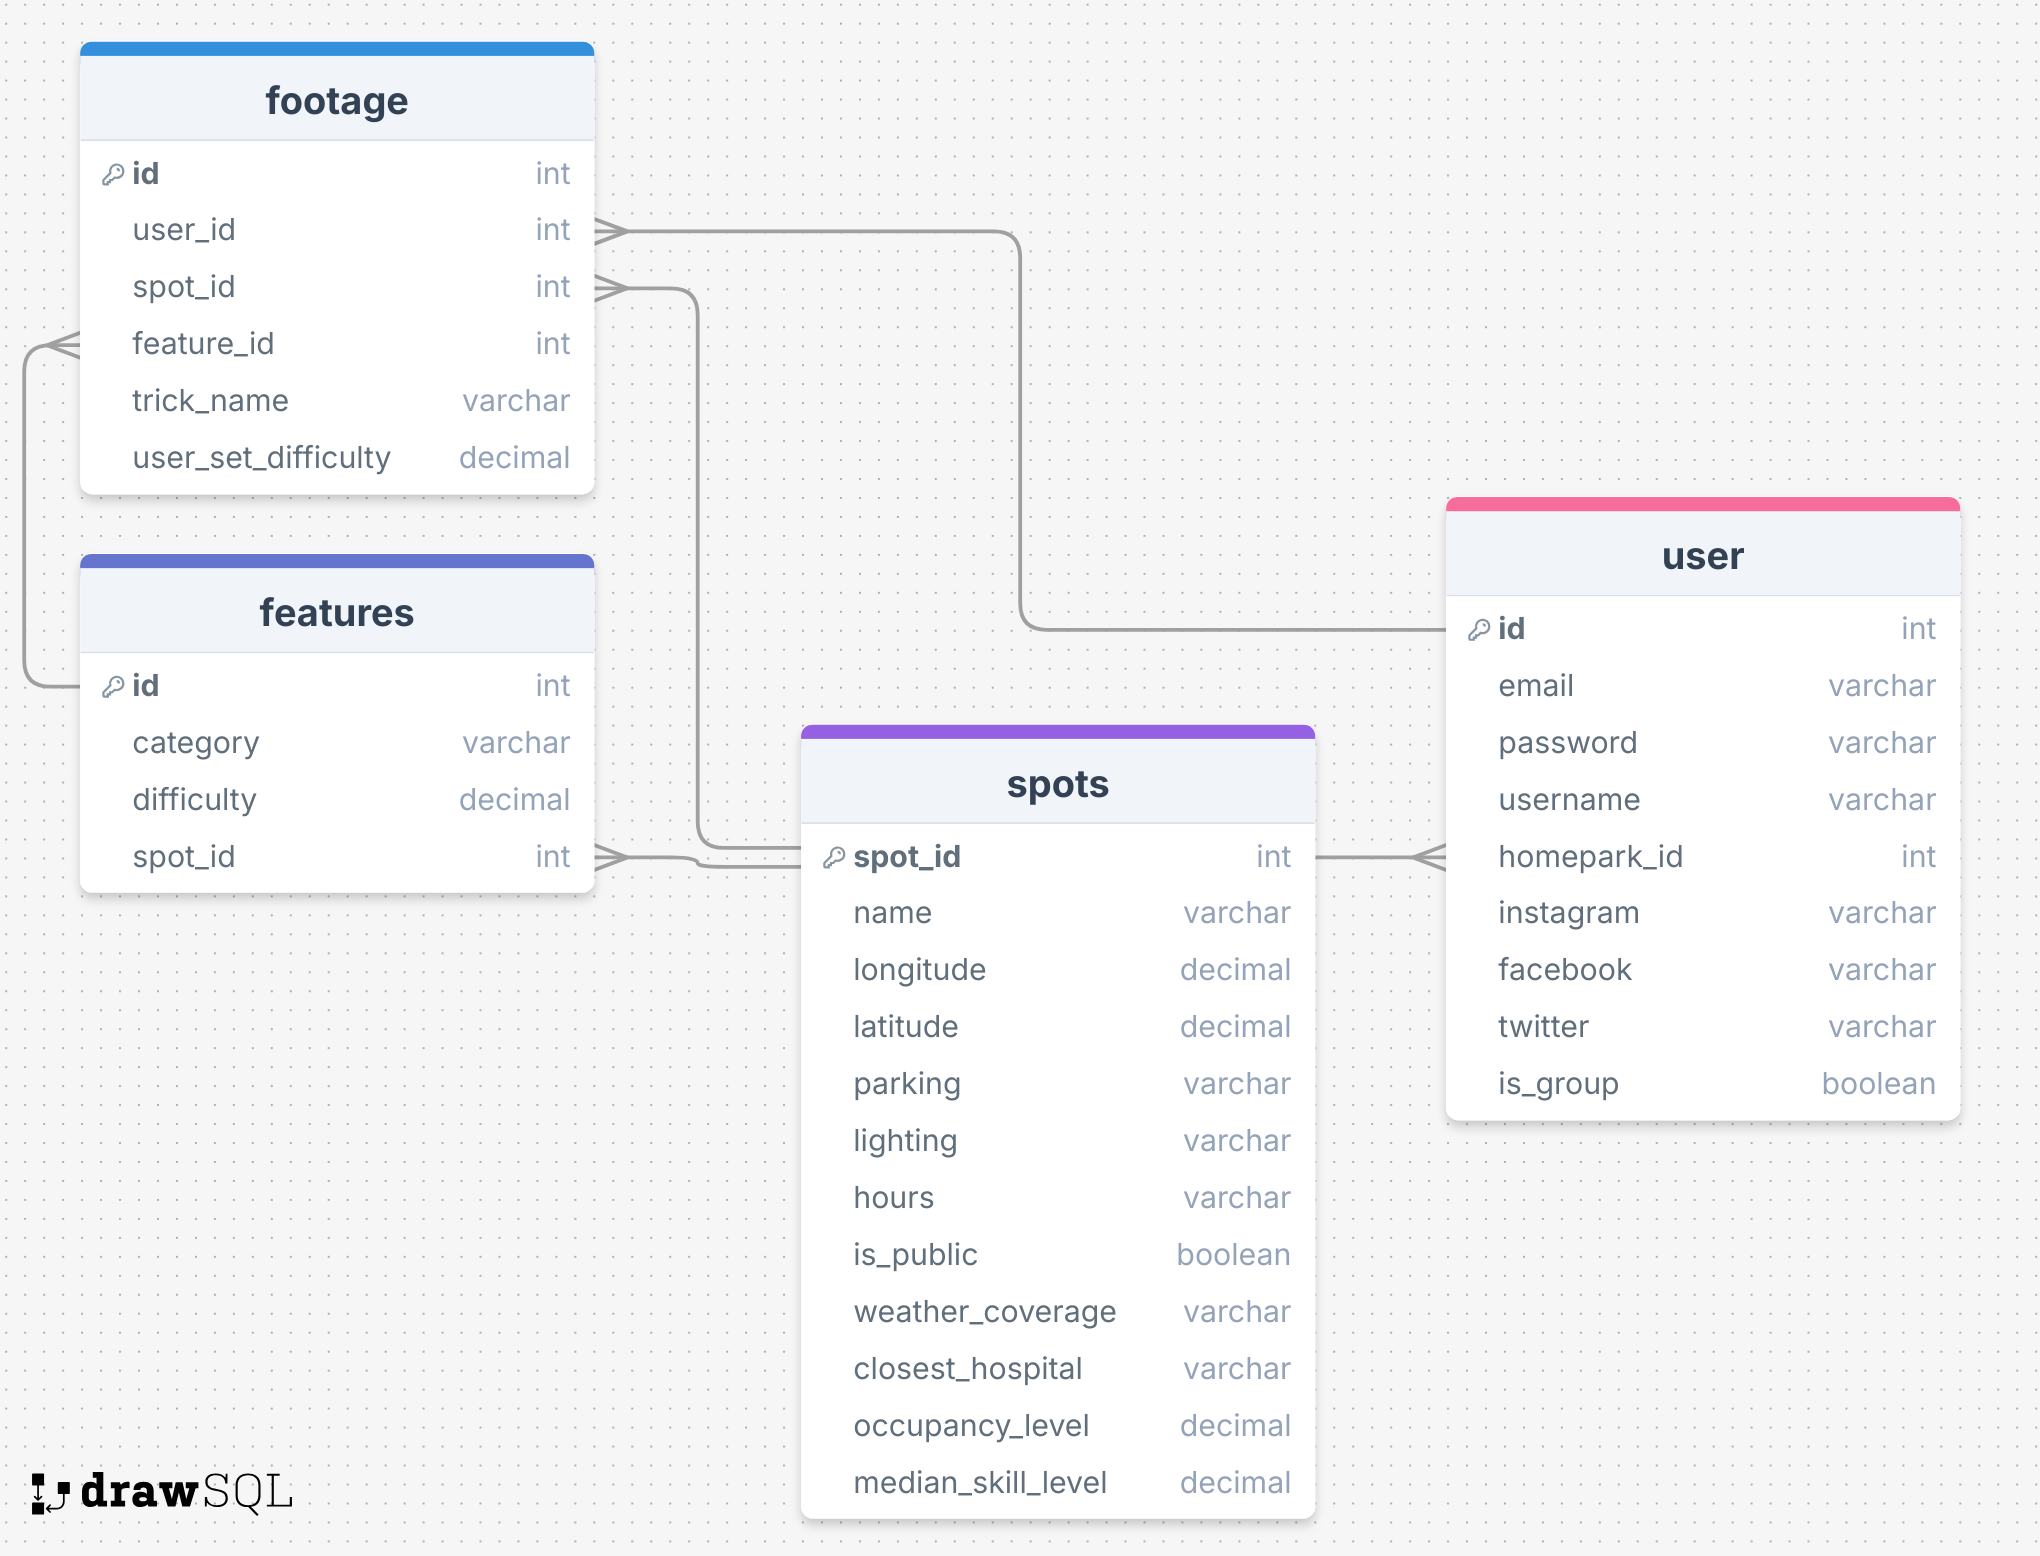 footage
id int
user_id int
spot_id int
feature_id int
trick_name varchar
user_set_difficulty decimal
features
id int
category varchar
difficulty decimal
spot_id int
spots
spot_id int
name varchar
longitude decimal
latitude decimal
parking varchar
lighting varchar
hours varchar
is_public boolean
weather_coverage varchar
closest_hospital varchar
occupancy_level decimal
median_skill_level decimal
user
id int
email varchar
password varchar
username varchar
homepark_id int
instagram varchar
facebook varchar
twitter varchar
is_group boolean
drawSQL